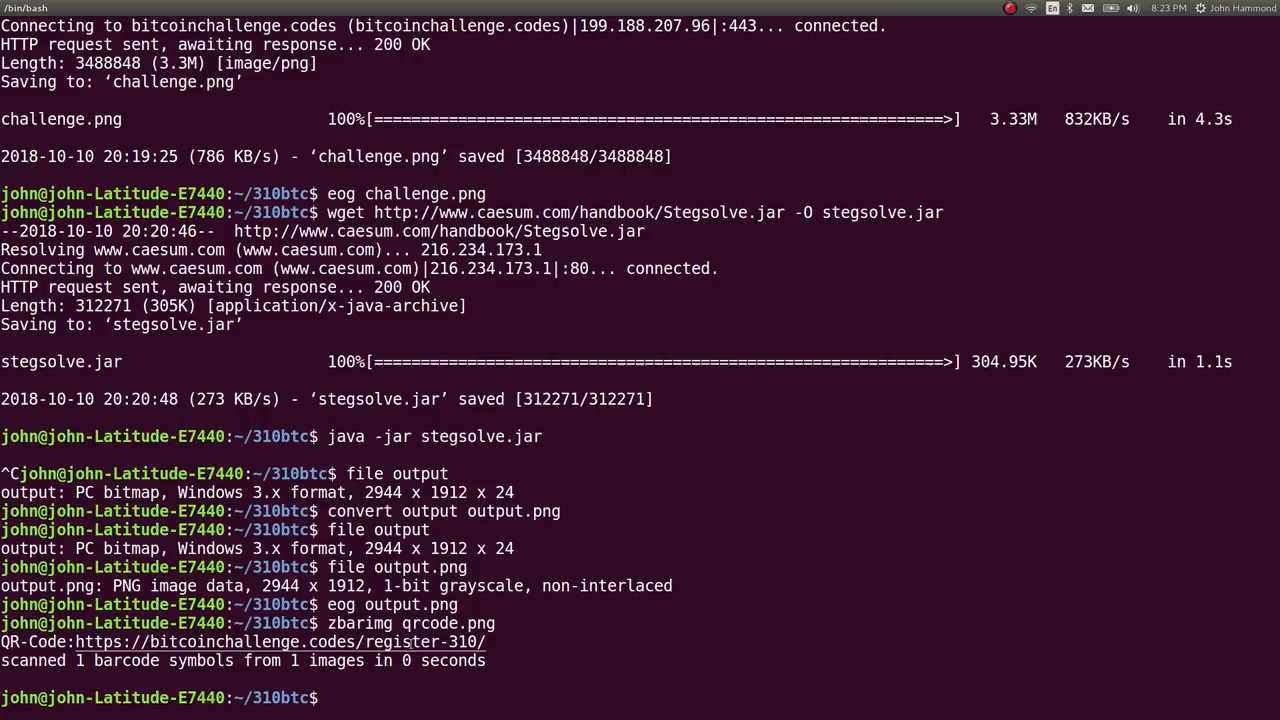 /bin/bash
En
8:23 PM
John Hammond
Connecting to bitcoinchallenge.codes (bitcoinchallenge.codes)|199.188.207.96|:443... connected.
HTTP request sent, awaiting response... 200 OK
Length: 3488848 (3.3M) [image/png]
Saving to: ‘challenge.png’
challenge.png 100%[=============================================================>] 3.33M 832KB/s in 4.3s
2018-10-10 20:19:25 (786 KB/s) - ‘challenge.png’ saved [3488848/3488848]
john@john-Latitude-E7440:~/310btc$ eog challenge.png
john@john-Latitude-E7440:~/310btc$ wget http://www.caesum.com/handbook/Stegsolve.jar -O stegsolve.jar
--2018-10-10 20:20:46-- http://www.caesum.com/handbook/Stegsolve.jar
Resolving www.caesum.com (www.caesum.com)... 216.234.173.1
Connecting to www.caesum.com (www.caesum.com)|216.234.173.1|:80... connected.
HTTP request sent, awaiting response... 200 OK
Length: 312271 (305K) [application/x-java-archive]
Saving to: ‘stegsolve.jar’
stegsolve.jar 100%[=============================================================>] 304.95K 273KB/s in 1.1s
2018-10-10 20:20:48 (273 KB/s) - ‘stegsolve.jar’ saved [312271/312271]
john@john-Latitude-E7440:~/310btc$ java -jar stegsolve.jar
^Cjohn@john-Latitude-E7440:~/310btc$ file output
output: PC bitmap, Windows 3.x format, 2944 x 1912 x 24
john@john-Latitude-E7440:~/310btc$ convert output output.png
john@john-Latitude-E7440:~/310btc$ file output
output: PC bitmap, Windows 3.x format, 2944 x 1912 x 24
john@john-Latitude-E7440:~/310btc$ file output.png
output.png: PNG image data, 2944 x 1912, 1-bit grayscale, non-interlaced
john@john-Latitude-E7440:~/310btc$ eog output.png
john@john-Latitude-E7440:~/310btc$ zbarimg qrcode.png
QR-Code:https://bitcoinchallenge.codes/register-310/
scanned 1 barcode symbols from 1 images in 0 seconds
john@john-Latitude-E7440:~/310btc$